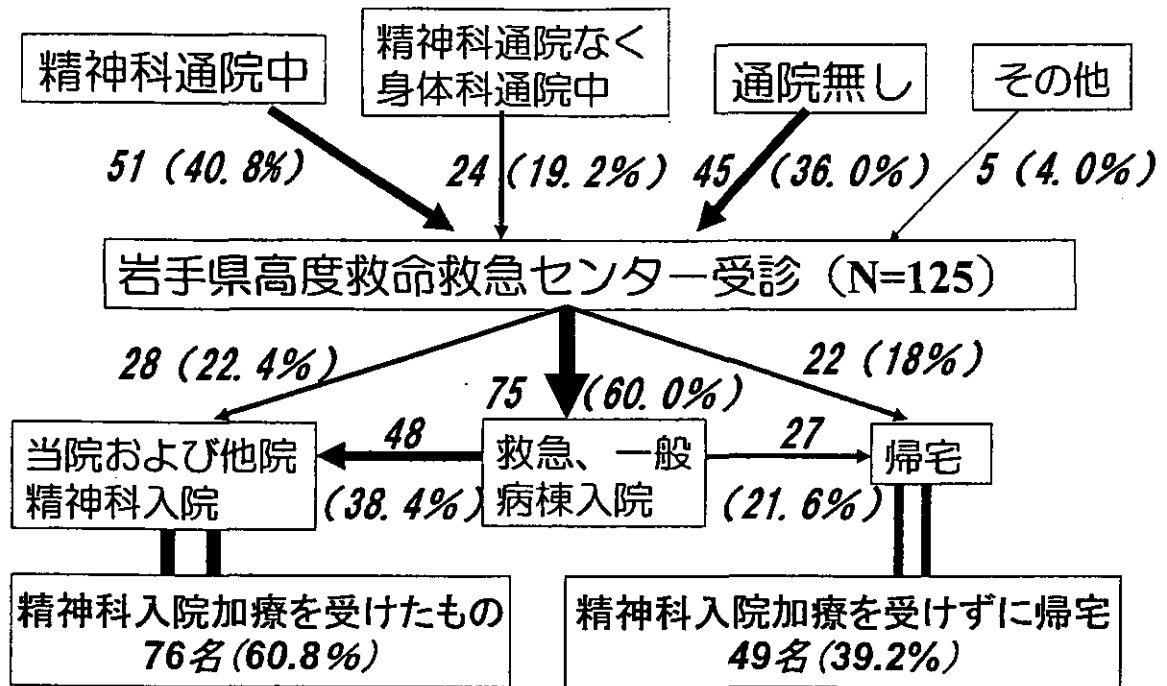 精神科通院中
精神科通院なく
身体科通院中
通院無し
その他
51 (40.8%)
24 (19.2%)
45 (36.0%)
5 (4.0%)
岩手県高度救命救急センター受診（N=125）
28 (22.4%)
75 (60.0%)
22 (18%)
当院および他院
精神科入院
48
(38.4%)
救急、一般
病棟入院
27
(21.6%)
帰宅
精神科入院加療を受けたもの
76名(60.8%)
精神科入院加療を受けずに帰宅
49名(39.2%)